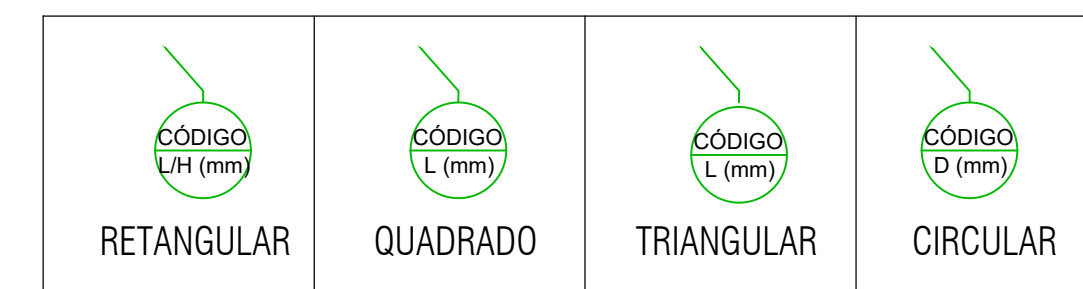 CÓDIGO
L/H (mm)
RETANGULAR
CÓDIGO
L (mm)
QUADRADO
CÓDIGO
L (mm)
TRIANGULAR
CÓDIGO
D (mm)
CIRCULAR